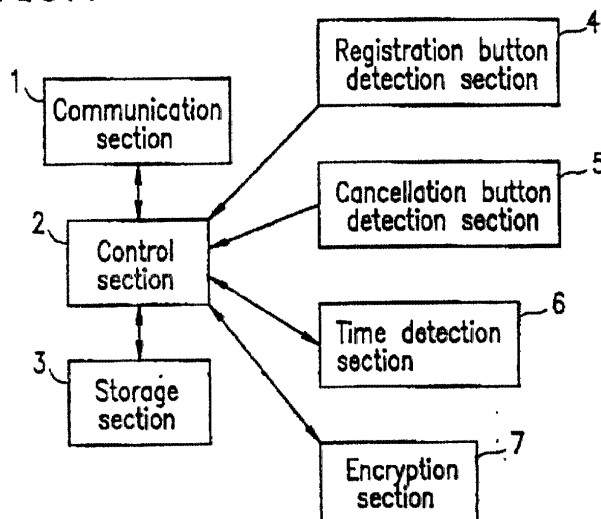 1
Communication
section
2
Control
section
3
Storage
section
4
Registration button
detection section
5
Cancellation button
detection section
6
Time detection
section
7
Encryption
section